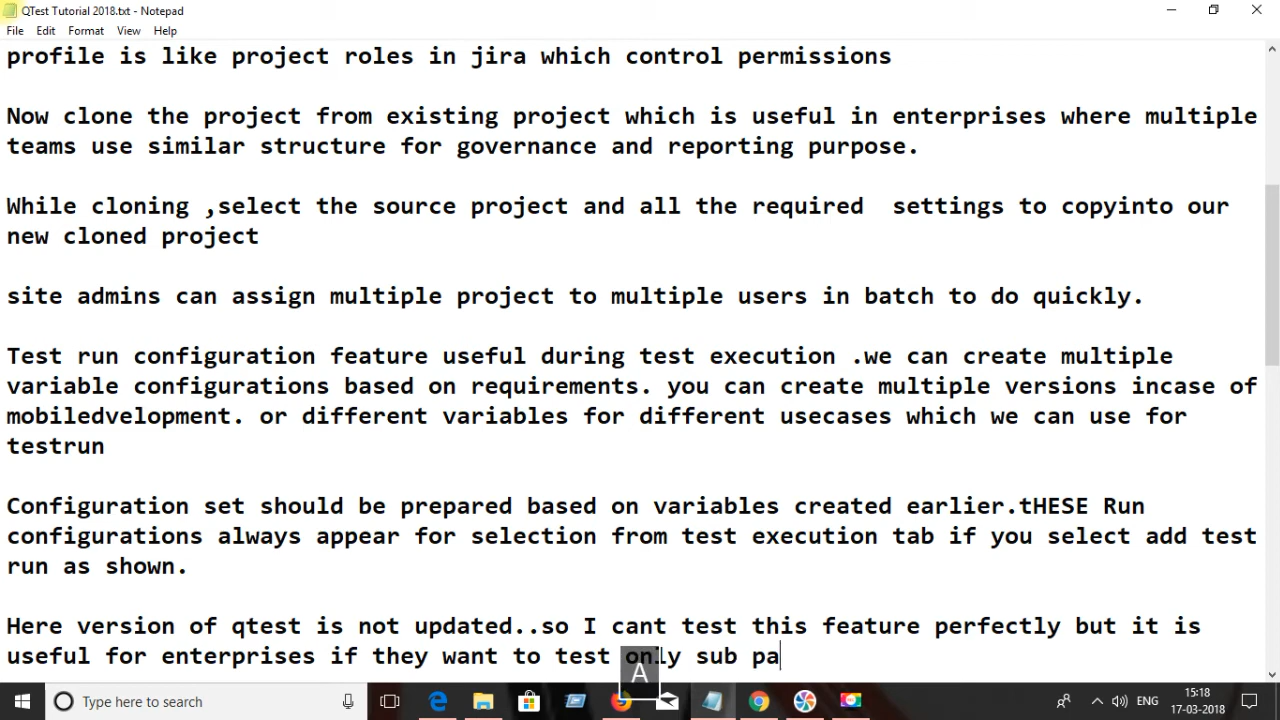 QTest Tutorial 2018.txt - Notepad
File Edit Format View Help
profile is like project roles in jira which control permissions
Now clone the project from existing project which is useful in enterprises where multiple
teams use similar structure for governance and reporting purpose.
While cloning ,select the source project and all the required  settings to copyinto our
new cloned project
site admins can assign multiple project to multiple users in batch to do quickly.
Test run configuration feature useful during test execution .we can create multiple
variable configurations based on requirements. you can create multiple versions incase of
mobiledvelopment. or different variables for different usecases which we can use for
testrun
Configuration set should be prepared based on variables created earlier.tHESE Run
configurations always appear for selection from test execution tab if you select add test
run as shown.
Here version of qtest is not updated..so I cant test this feature perfectly but it is
useful for enterprises if they want to test only sub pa
A
Type here to search
ENG
15:18
17-03-2018